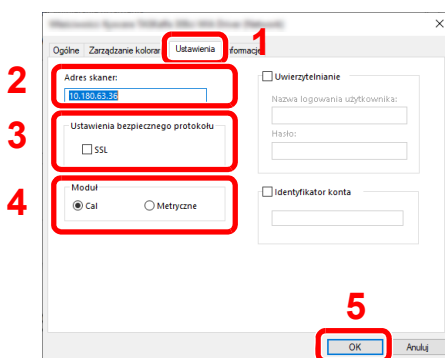 1
Ogólne Zarządzanie kolorar Ustawienia nformacje
2
Adres skaner:
10.180.63.36
Uwierzytelnianie
Nazwa logowania użytkownika:
Hasło:
3
Ustawienia bezpiecznego protokołu
SSL
4
Moduł
Cal Metryczne
Identyfikator konta
5
OK Anuluj